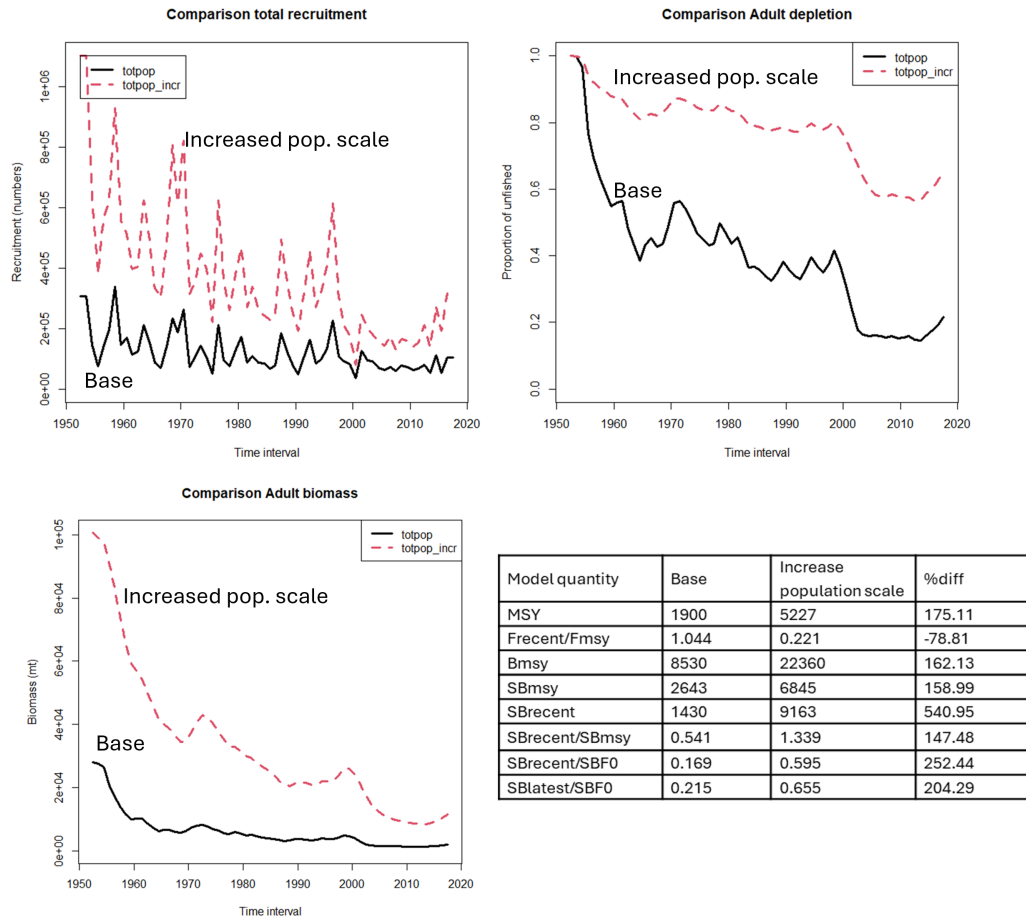 Comparison total recruitment
Recruitment (numbers)
0e+00 2e+05 4e+05 6e+05 8e+05 1e+06
totpop
totpop_incr
Increased pop. scale
Base
1950 1960 1970 1980 1990 2000 2010 2020
Time interval
Comparison Adult depletion
Proportion of unfished
0.0 0.2 0.4 0.6 0.8 1.0
totpop
totpop_incr
Increased pop. scale
Base
1950 1960 1970 1980 1990 2000 2010 2020
Time interval
Comparison Adult biomass
Biomass (mt)
0e+00 2e+04 4e+04 6e+04 8e+04 1e+05
totpop
totpop_incr
Increased pop. scale
Base
1950 1960 1970 1980 1990 2000 2010 2020
Time interval
Model quantity Base Increase population scale %diff
MSY 1900 5227 175.11
Frecent/Fmsy 1.044 0.221 -78.81
Bmsy 8530 22360 162.13
SBmsy 2643 6845 158.99
SBrecent 1430 9163 540.95
SBrecent/SBmsy 0.541 1.339 147.48
SBrecent/SBF0 0.169 0.595 252.44
SBlatest/SBF0 0.215 0.655 204.29